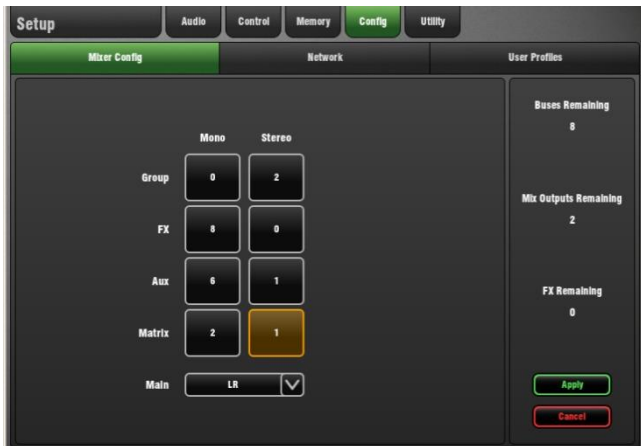 Setup Audio Control Memory Config Utility
Mixer Config Network User Profiles
Buses Remaining
8
Mono Stereo
Group 0 2
Mix Outputs Remaining
2
FX 8 0
Aux 6 1
FX Remaining
0
Matrix 2 1
Main LR
Apply
Cancel